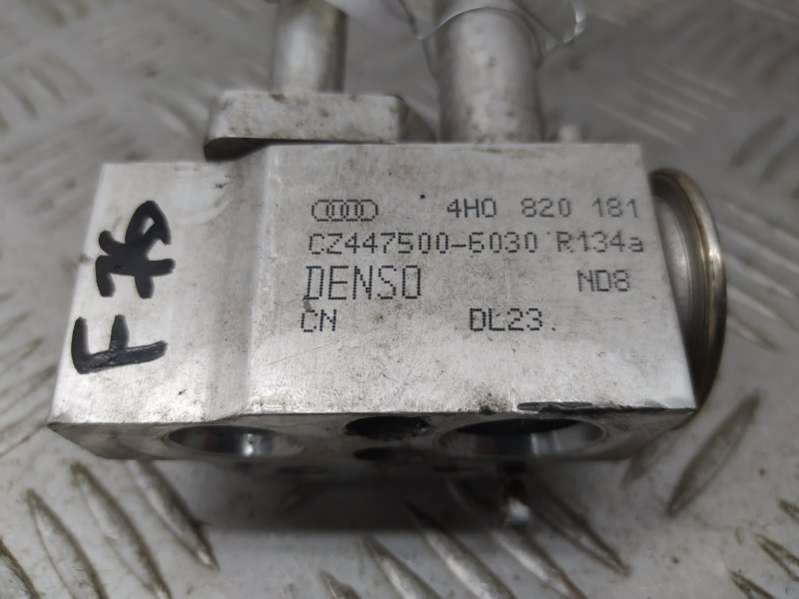 4H0 820 181
CZ447500-6030 R134a
DENSO ND8
CN DL23.